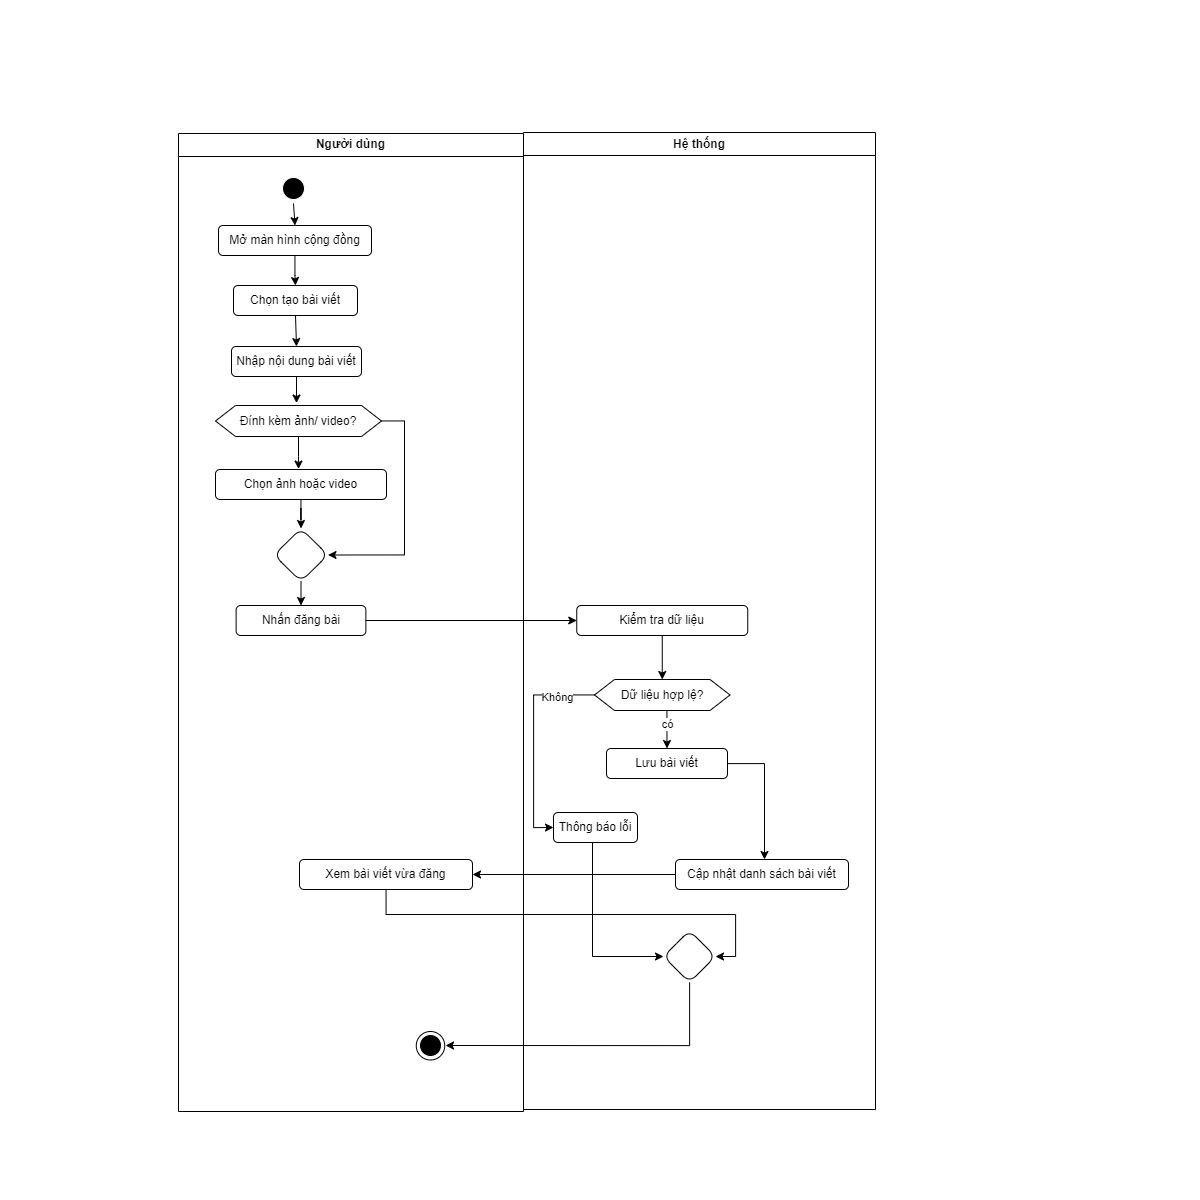 Người dùng
Hệ thống
Mở màn hình cộng đồng
Chọn tạo bài viết
Nhập nội dung bài viết
Đính kèm ảnh/ video?
Chọn ảnh hoặc video
Nhấn đăng bài
Kiểm tra dữ liệu
Dữ liệu hợp lệ?
Không
có
Lưu bài viết
Thông báo lỗi
Xem bài viết vừa đăng
Cập nhật danh sách bài viết